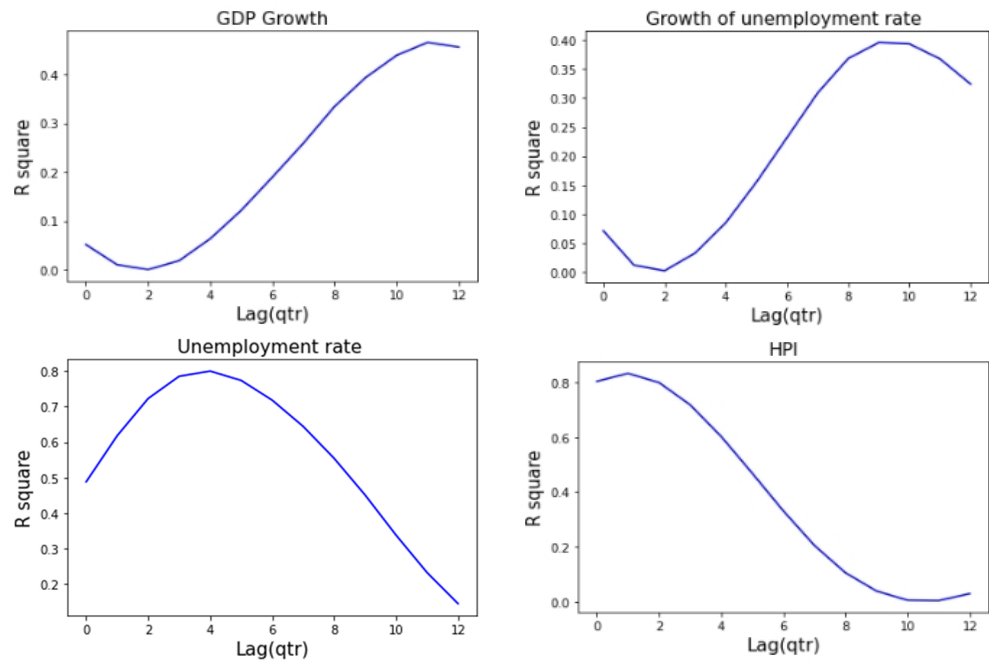 GDP Growth
R square
0.4
0.3
0.2
0.1
0.0
0 2 4 6 8 10 12
Lag(qtr)
Growth of unemployment rate
R square
0.40
0.35
0.30
0.25
0.20
0.15
0.10
0.05
0.00
0 2 4 6 8 10 12
Lag(qtr)
Unemployment rate
R square
0.8
0.7
0.6
0.5
0.4
0.3
0.2
0 2 4 6 8 10 12
Lag(qtr)
HPI
R square
0.8
0.6
0.4
0.2
0.0
0 2 4 6 8 10 12
Lag(qtr)